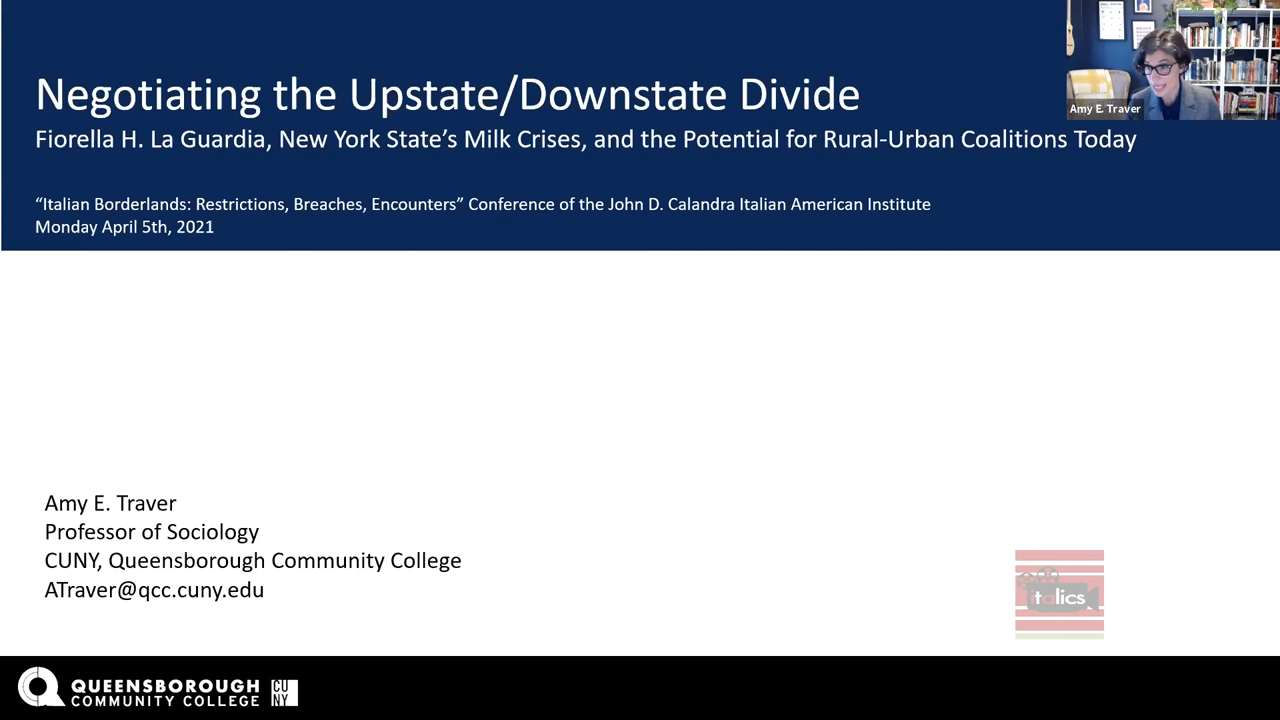 Negotiating the Upstate/Downstate Divide
Amy E. Traver
Fiorella H. La Guardia, New York State’s Milk Crises, and the Potential for Rural-Urban Coalitions Today
“Italian Borderlands: Restrictions, Breaches, Encounters” Conference of the John D. Calandra Italian American Institute
Monday April 5th, 2021
Amy E. Traver
Professor of Sociology
CUNY, Queensborough Community College
ATraver@qcc.cuny.edu
italics
QUEENSBOROUGH
COMMUNITY COLLEGE
CU
NY